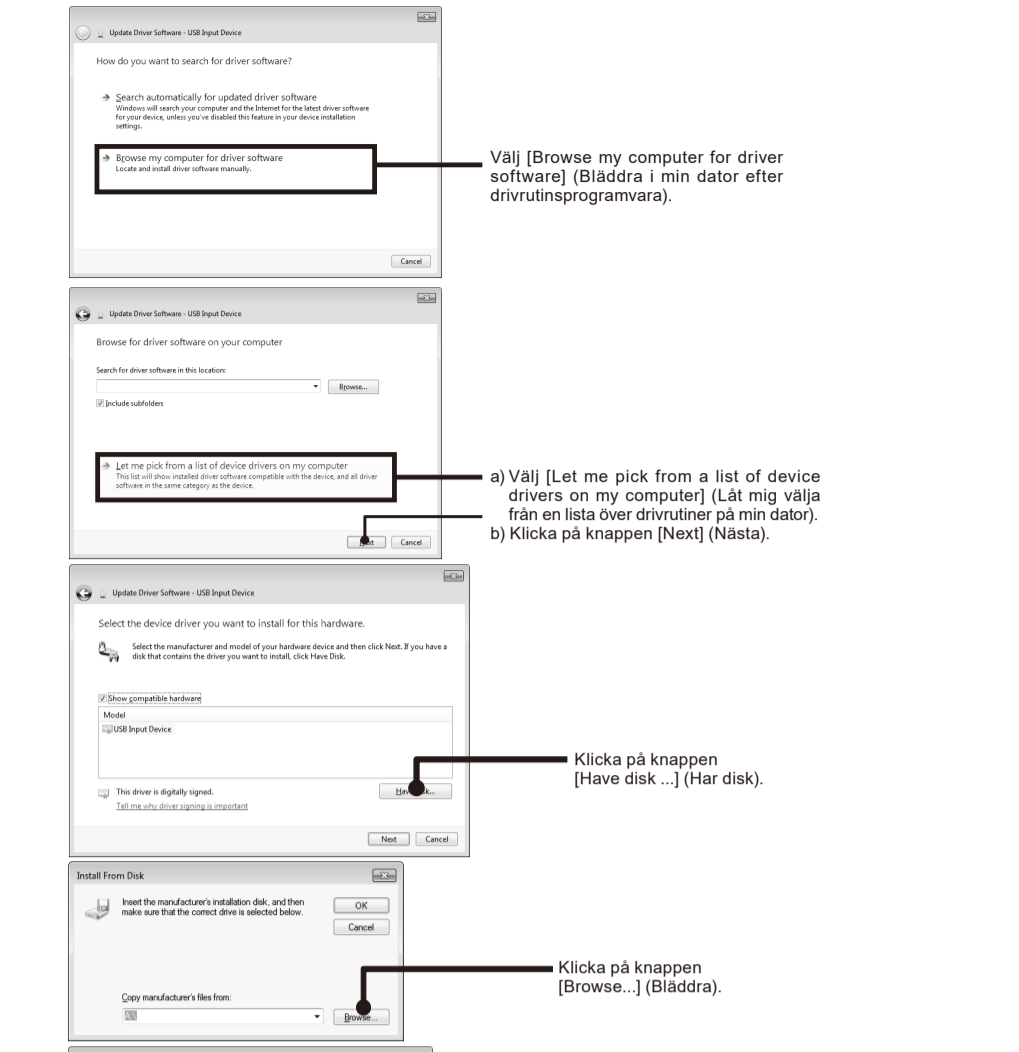 Update Driver Software - USB Input Device
How do you want to search for driver software?
Search automatically for updated driver software
Windows will search your computer and the Internet for the latest driver software
for your device, unless you've disabled this feature in your device installation
settings.
Browse my computer for driver software
Locate and install driver software manually.
Cancel
Välj [Browse my computer for driver
software] (Bläddra i min dator efter
drivrutinsprogramvara).
Update Driver Software - USB Input Device
Browse for driver software on your computer
Search for driver software in this location:
Browse...
Include subfolders
Let me pick from a list of device drivers on my computer
This list will show installed driver software compatible with the device, and all driver
software in the same category as the device.
Cancel
a) Välj [Let me pick from a list of device
drivers on my computer] (Låt mig välja
från en lista över drivrutiner på min dator).
b) Klicka på knappen [Next] (Nästa).
Update Driver Software - USB Input Device
Select the device driver you want to install for this hardware.
Select the manufacturer and model of your hardware device and then click Next. If you have a
disk that contains the driver you want to install, click Have Disk.
Show compatible hardware
Model
USB Input Device
This driver is digitally signed.
Tell me why driver signing is important
Next Cancel
Klicka på knappen
[Have disk ...] (Har disk).
Install From Disk
Insert the manufacturer's installation disk, and then
make sure that the correct drive is selected below.
OK
Cancel
Copy manufacturer's files from:
A:\
Browse...
Klicka på knappen
[Browse...] (Bläddra).